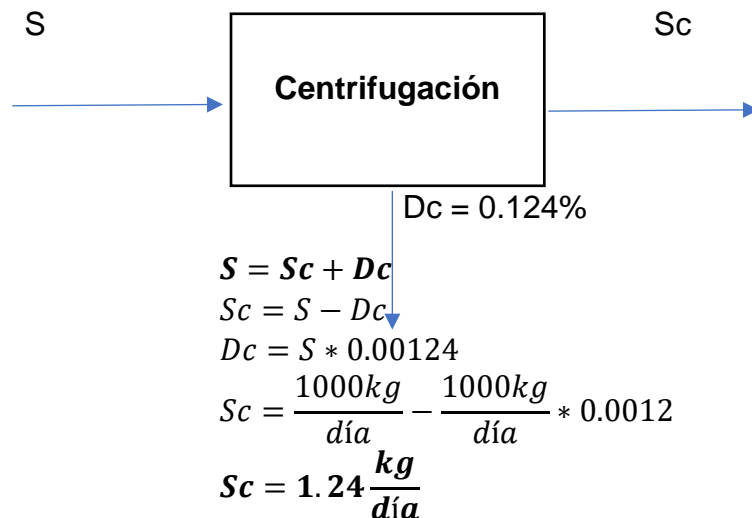 S Sc
Centrifugación
Dc = 0.124%
S = Sc + Dc
Sc = S − Dc
Dc = S * 0.00124
Sc = 1000kg/día − 1000kg/día * 0.0012
Sc = 1.24 kg/día